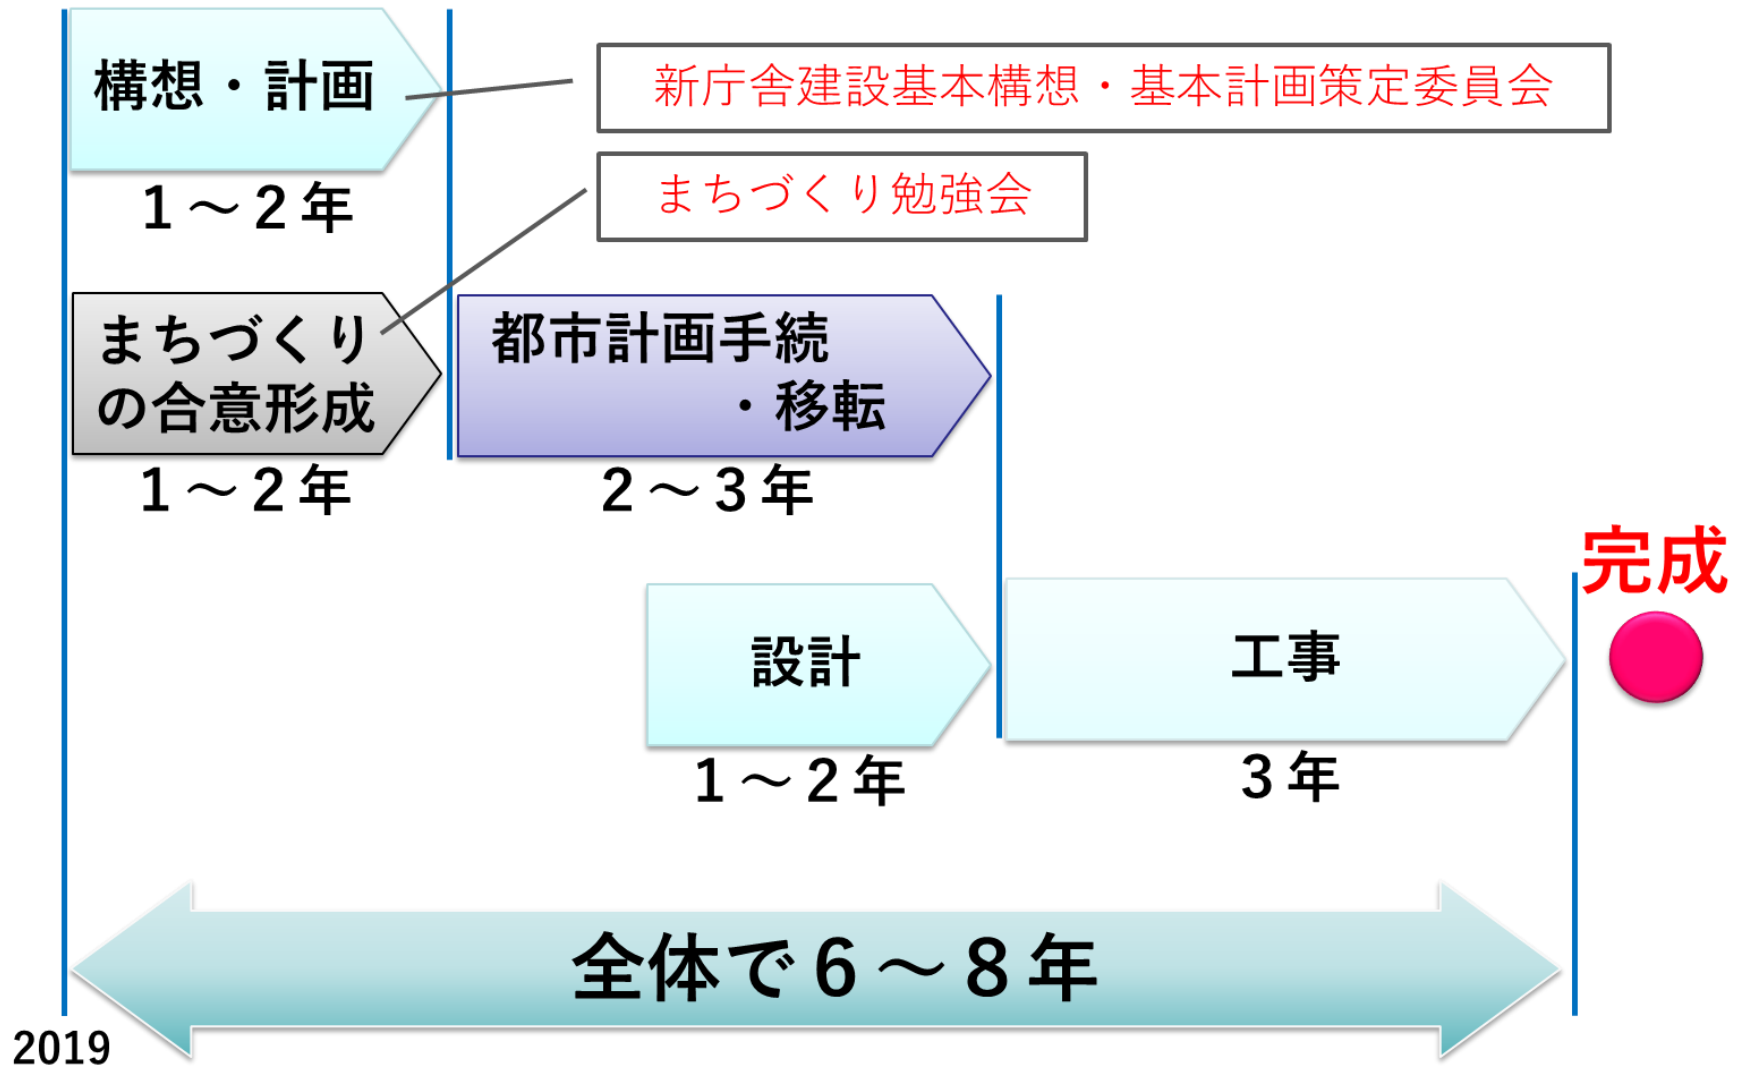 構想・計画
新庁舎建設基本構想・基本計画策定委員会
１～２年
まちづくり勉強会
まちづくり
の合意形成
都市計画手続
・移転
１～２年
２～３年
完成
設計
工事
１～２年
３年
全体で６～８年
2019